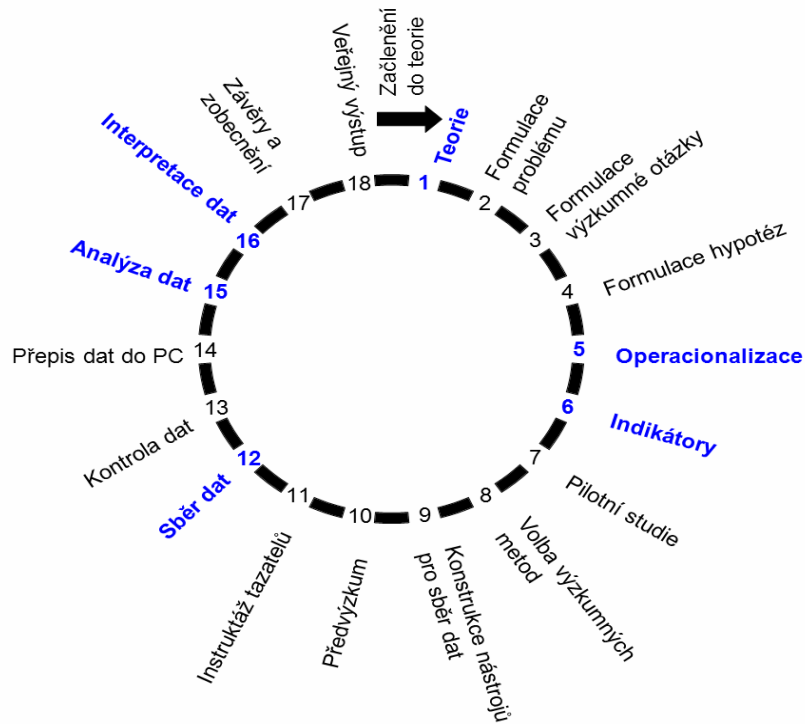 Začlenění
do teorie
1
Teorie
2
Formulace
problému
3
Formulace
výzkumné otázky
4
Formulace hypotéz
5
Operacionalizace
6
Indikátory
7
Pilotní studie
8
Volba výzkumných
metod
9
Konstrukce nástrojů
pro sběr dat
10
Předvýzkum
11
Instruktáž tazatelů
12
Sběr dat
13
Kontrola dat
14
Přepis dat do PC
15
Analýza dat
16
Interpretace dat
17
Závěry a
zobecnění
18
Veřejný výstup